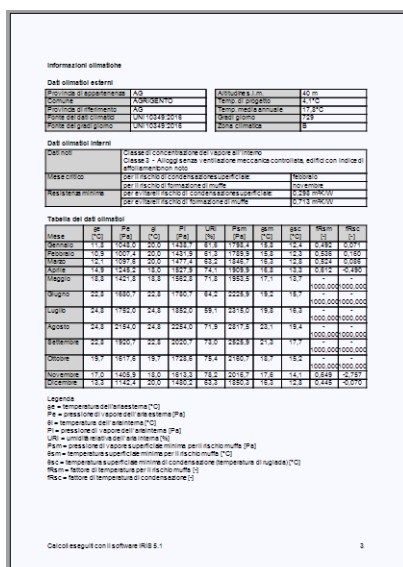 Informazioni climatiche
Dati climatici esterni
Provincia di appartenenza AG Altitudine s.l.m. 40 m
Comune AGRIGENTO Temp. di progetto 4,1°C
Provincia di riferimento AG Temp. media annuale 17,8°C
Fonte dei dati climatici UNI 10349:2016 Gradi giorno 729
Fonte dei gradi giorno UNI 10349:2016 Zona climatica B
Dati climatici interni
Dati noti Classe di concentrazione del vapore all'interno
Classe 3 - Alloggi senza ventilazione meccanica controllata, edifici con indice di
affollamento non noto
Mese critico per il rischio di condensazione superficiale: febbraio
per il rischio di formazione di muffe novembre
Resistenza minima per evitare il rischio di condensazione superficiale: 0,298 m²K/W
per evitare il rischio di formazione di muffe 0,713 m²K/W
Tabella dei dati climatici
Mese θe [°C] Pe [Pa] θi [°C] Pi [Pa] URi [%] Psm [Pa] θsm [°C] θsc [°C] fRsm [-] fRsc [-]
Gennaio 11,8 1048,0 20,0 1438,7 61,6 1798,4 15,8 12,4 0,492 0,071
Febbraio 10,9 1007,4 20,0 1431,9 61,3 1789,9 15,8 12,3 0,536 0,160
Marzo 12,1 1097,6 20,0 1477,4 63,2 1846,7 16,3 12,8 0,524 0,086
Aprile 14,9 1245,2 18,0 1527,9 74,1 1909,9 16,8 13,3 0,612 -0,490
Maggio 18,8 1421,8 18,8 1562,8 71,8 1953,5 17,1 13,7 -1000,000 -1000,000
Giugno 22,8 1680,7 22,8 1780,7 64,2 2225,9 19,2 15,7 -1000,000 -1000,000
Luglio 24,8 1752,0 24,8 1852,0 59,1 2315,0 19,8 16,3 -1000,000 -1000,000
Agosto 24,8 2154,0 24,8 2254,0 71,9 2817,5 23,1 19,4 -1000,000 -1000,000
Settembre 22,8 1920,7 22,8 2020,7 73,0 2525,9 21,3 17,7 -1000,000 -1000,000
Ottobre 19,7 1617,6 19,7 1728,6 75,4 2160,7 18,7 15,2 -1000,000 -1000,000
Novembre 17,0 1405,9 18,0 1613,3 78,2 2016,7 17,6 14,1 0,649 -2,757
Dicembre 13,3 1142,4 20,0 1480,2 63,3 1850,3 16,3 12,8 0,445 -0,070
Legenda
θe = temperatura dell'aria esterna [°C]
Pe = pressione di vapore dell'aria esterna [Pa]
θi = temperatura dell'aria interna [°C]
Pi = pressione di vapore dell'aria interna [Pa]
URi = umidità relativa dell'aria interna [%]
Psm = pressione di vapore superficiale minima per il rischio muffa [Pa]
θsm = temperatura superficiale minima per il rischio muffa [°C]
θsc = temperatura superficiale minima di condensazione (temperatura di rugiada) [°C]
fRsm = fattore di temperatura per il rischio muffa [-]
fRsc = fattore di temperatura di condensazione [-]
Calcoli eseguiti con il software IRIS 5.1 3